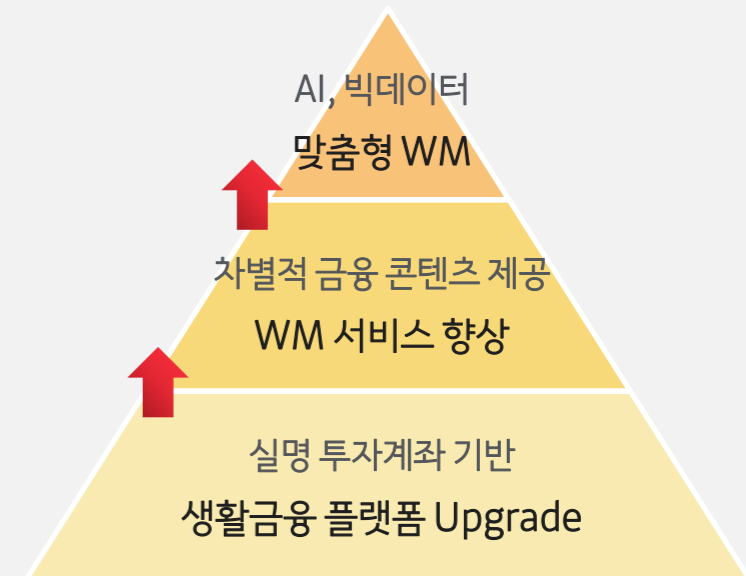 AI, 빅데이터
맞춤형 WM
차별적 금융 콘텐츠 제공
WM 서비스 향상
실명 투자계좌 기반
생활금융 플랫폼 Upgrade